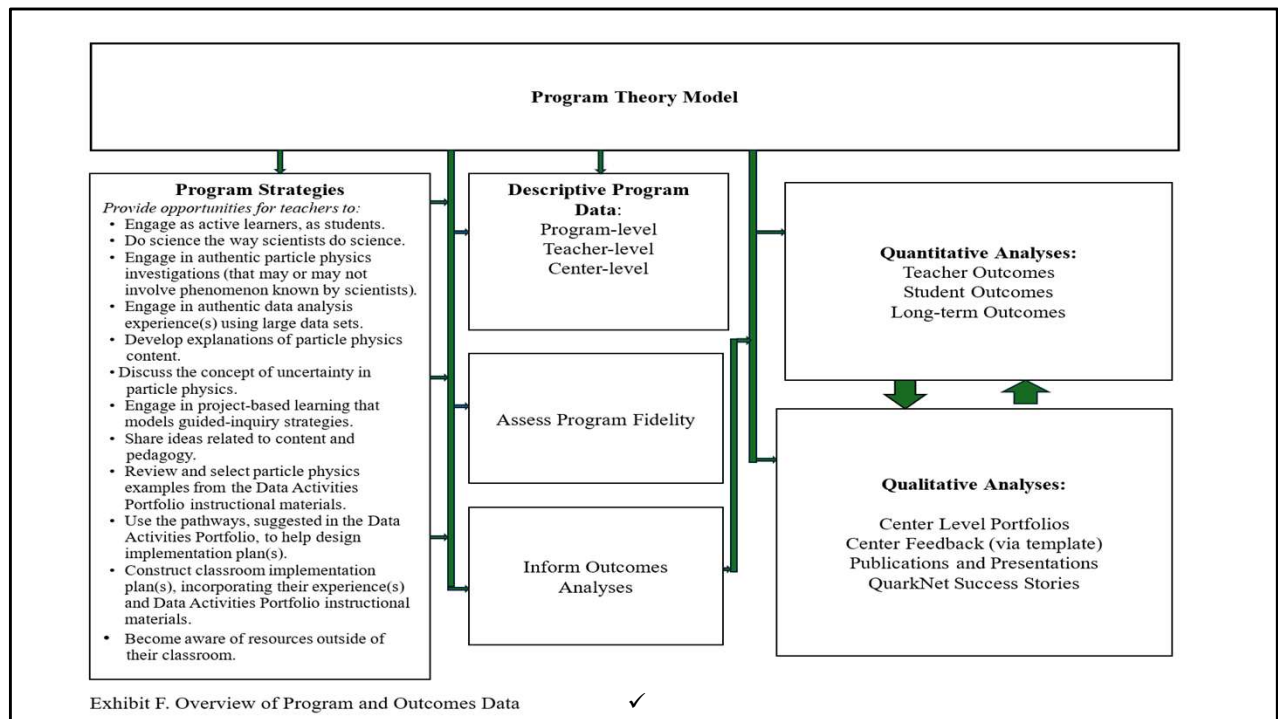 Program Theory Model
Program Strategies
Provide opportunities for teachers to:
• Engage as active learners, as students.
• Do science the way scientists do science.
• Engage in authentic particle physics
investigations (that may or may not
involve phenomenon known by scientists).
• Engage in authentic data analysis
experience(s) using large data sets.
• Develop explanations of particle physics
content.
• Discuss the concept of uncertainty in
particle physics.
• Engage in project-based learning that
models guided-inquiry strategies.
• Share ideas related to content and
pedagogy.
• Review and select particle physics
examples from the Data Activities
Portfolio instructional materials.
• Use the pathways, suggested in the Data
Activities Portfolio, to help design
implementation plan(s).
• Construct classroom implementation
plan(s), incorporating their experience(s)
and Data Activities Portfolio instructional
materials.
• Become aware of resources outside of
their classroom.
Descriptive Program
Data:
Program-level
Teacher-level
Center-level
Assess Program Fidelity
Inform Outcomes
Analyses
Quantitative Analyses:
Teacher Outcomes
Student Outcomes
Long-term Outcomes
Qualitative Analyses:
Center Level Portfolios
Center Feedback (via template)
Publications and Presentations
QuarkNet Success Stories
Exhibit F. Overview of Program and Outcomes Data ✓